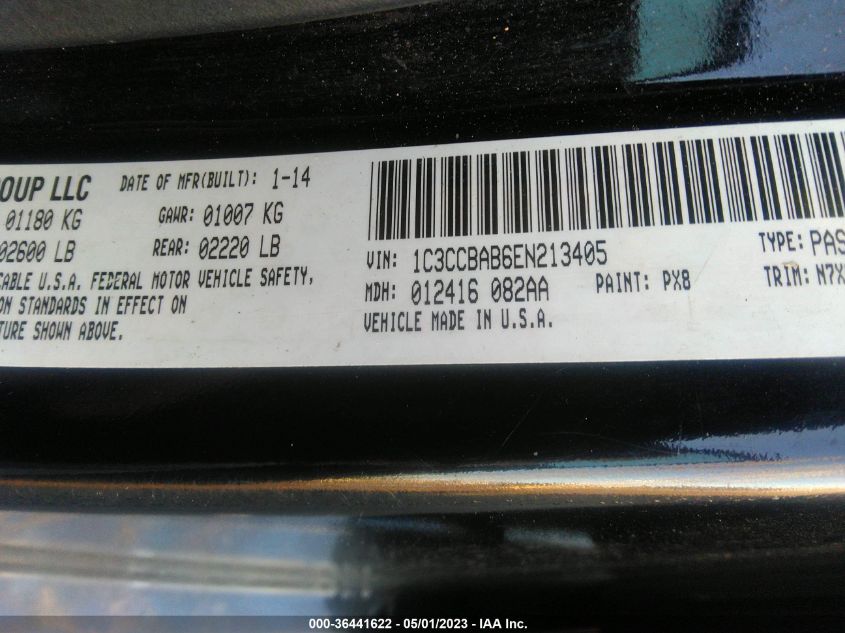 OUP LLC DATE OF MFR(BUILT): 1-14
01180 KG GAWR: 01007 KG
02600 LB REAR: 02220 LB
CABLE U.S.A. FEDERAL MOTOR VEHICLE SAFETY,
ON STANDARDS IN EFFECT ON
TURE SHOWN ABOVE.
VIN: 1C3CCBAB6EN213405 TYPE: PAS
MDH: 012416 082AA PAINT: PX8 TRIM: N7X
VEHICLE MADE IN U.S.A.
000-36441622 - 05/01/2023 - IAA Inc.